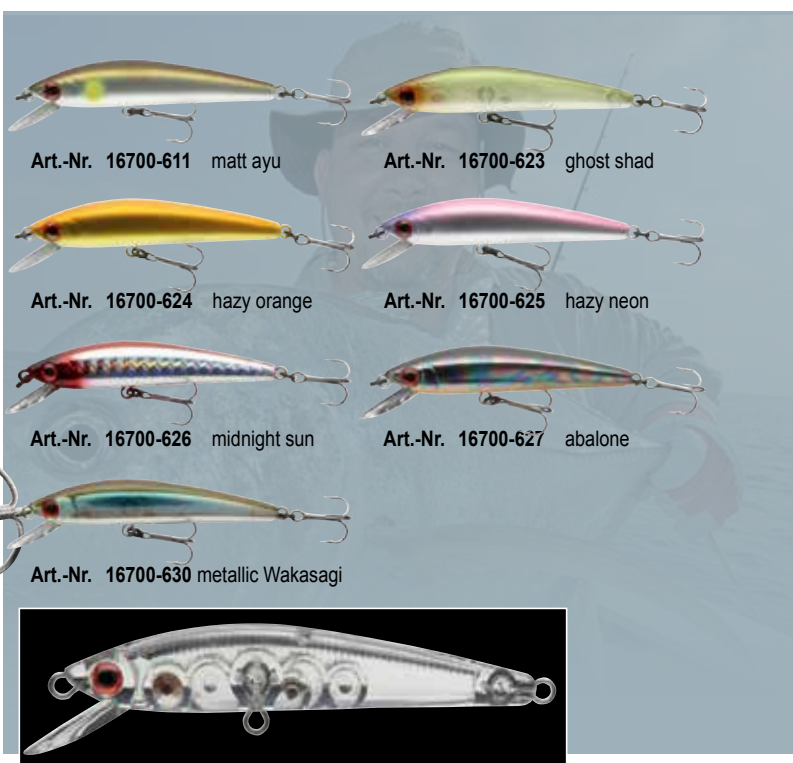 Art.-Nr. 16700-611 matt ayu
Art.-Nr. 16700-623 ghost shad
Art.-Nr. 16700-624 hazy orange
Art.-Nr. 16700-625 hazy neon
Art.-Nr. 16700-626 midnight sun
Art.-Nr. 16700-627 abalone
Art.-Nr. 16700-630 metallic Wakasagi